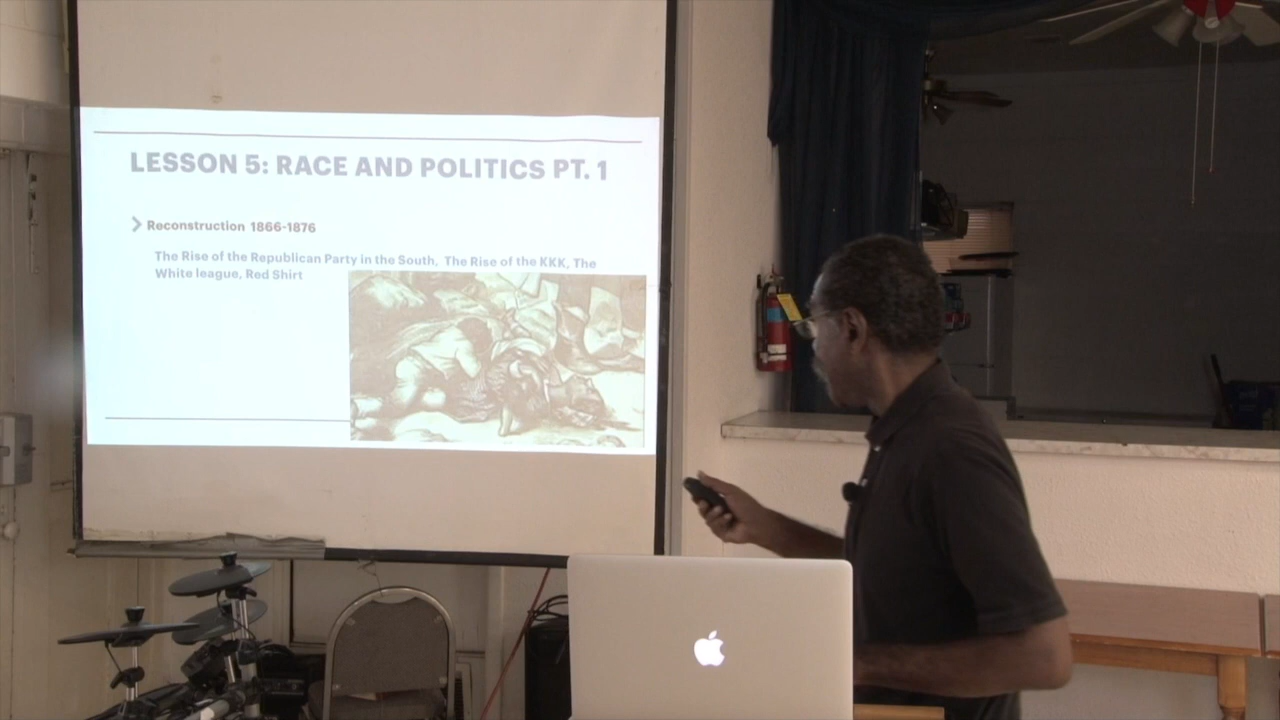 LESSON 5: RACE AND POLITICS PT. 1
Reconstruction 1866-1876
The Rise of the Republican Party in the South, The Rise of the KKK, The
White league, Red Shirt